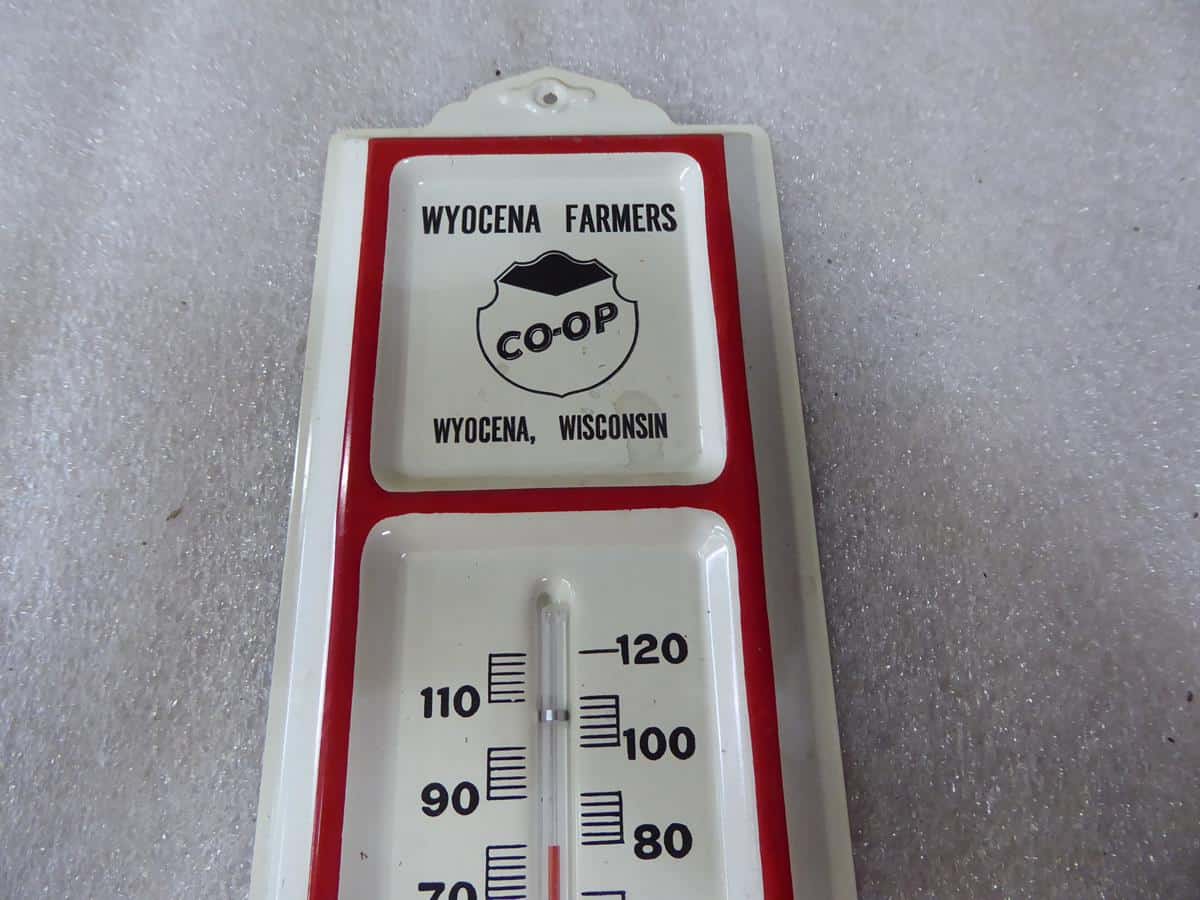 WYOCENA FARMERS
CO-OP
WYOCENA, WISCONSIN
120
110
100
90
80
70